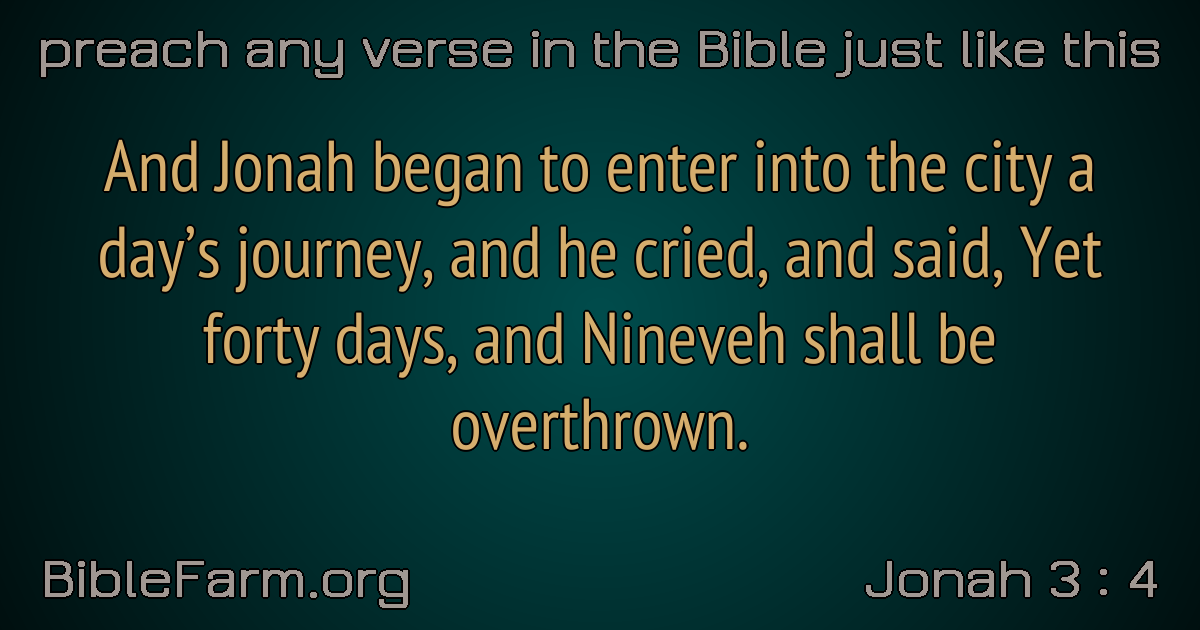 preach any verse in the Bible just like this
And Jonah began to enter into the city a
day’s journey, and he cried, and said, Yet
forty days, and Nineveh shall be
overthrown.
BibleFarm.org
Jonah 3 : 4